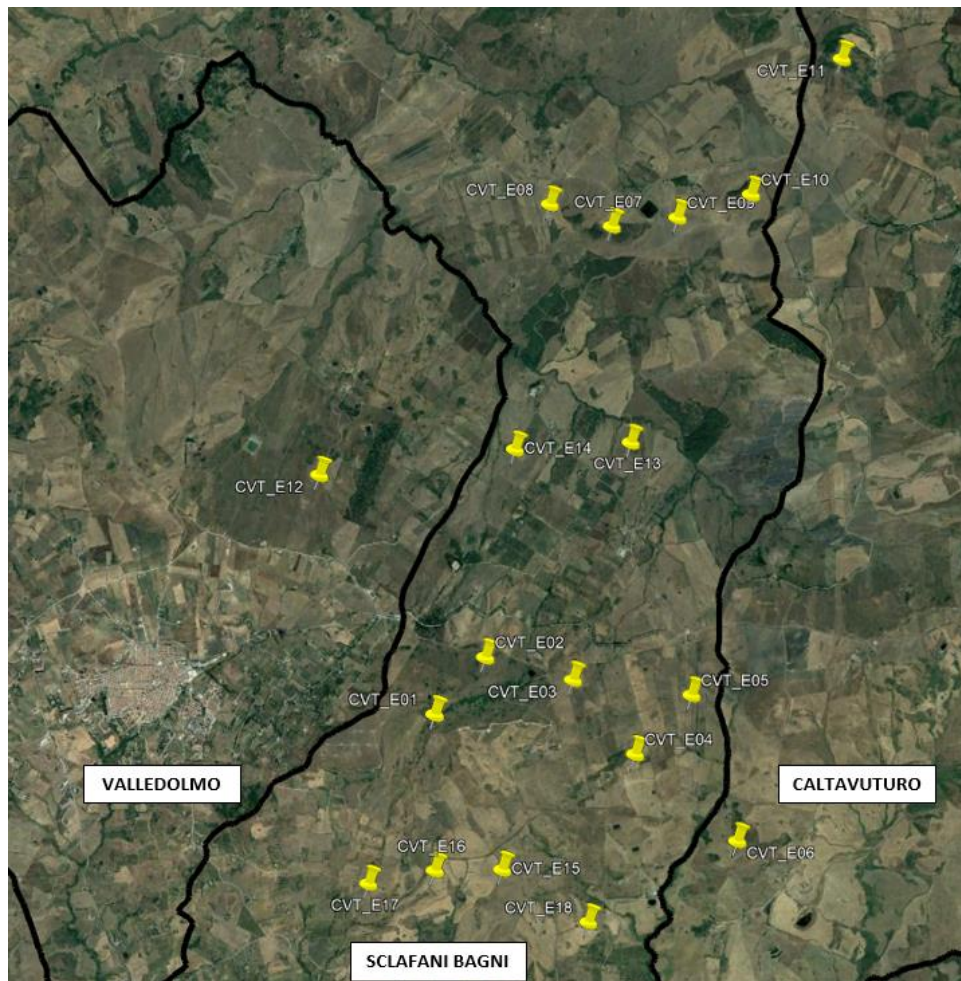 CVT_E11
CVT_E10
CVT_E08
CVT_E07
CVT_E09
CVT_E14
CVT_E13
CVT_E12
CVT_E02
CVT_E03
CVT_E05
CVT_E01
CVT_E04
VALLEDOLMO
CALTAVUTURO
CVT_E16
CVT_E06
CVT_E15
CVT_E17
CVT_E18
SCLAFANI BAGNI